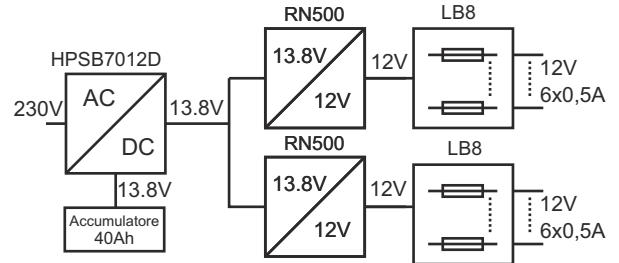 HPSB7012D
230V
AC
DC
13.8V
13.8V
Accumulatore
40Ah
RN500
13.8V
12V
12V
LB8
12V
6x0,5A
RN500
13.8V
12V
12V
LB8
12V
6x0,5A